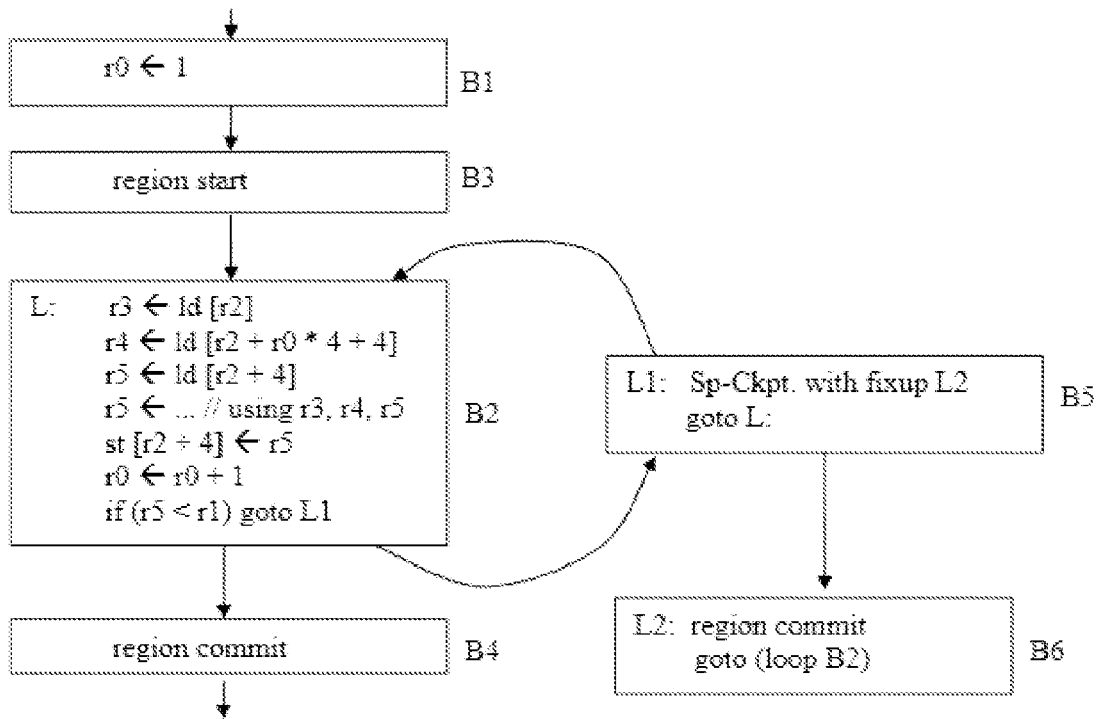 r0 ← 1
B1
region start
B3
L: r3 ← ld [r2]
r4 ← ld [r2 + r0 * 4 + 4]
r5 ← ld [r2 + 4]
r5 ← ... // using r3, r4, r5
st [r2 + 4] ← r5
r0 ← r0 + 1
if (r5 < r1) goto L1
B2
L1: Sp-Ckpt. with fixup L2
goto L:
B5
region commit
B4
L2: region commit
goto (loop B2)
B6